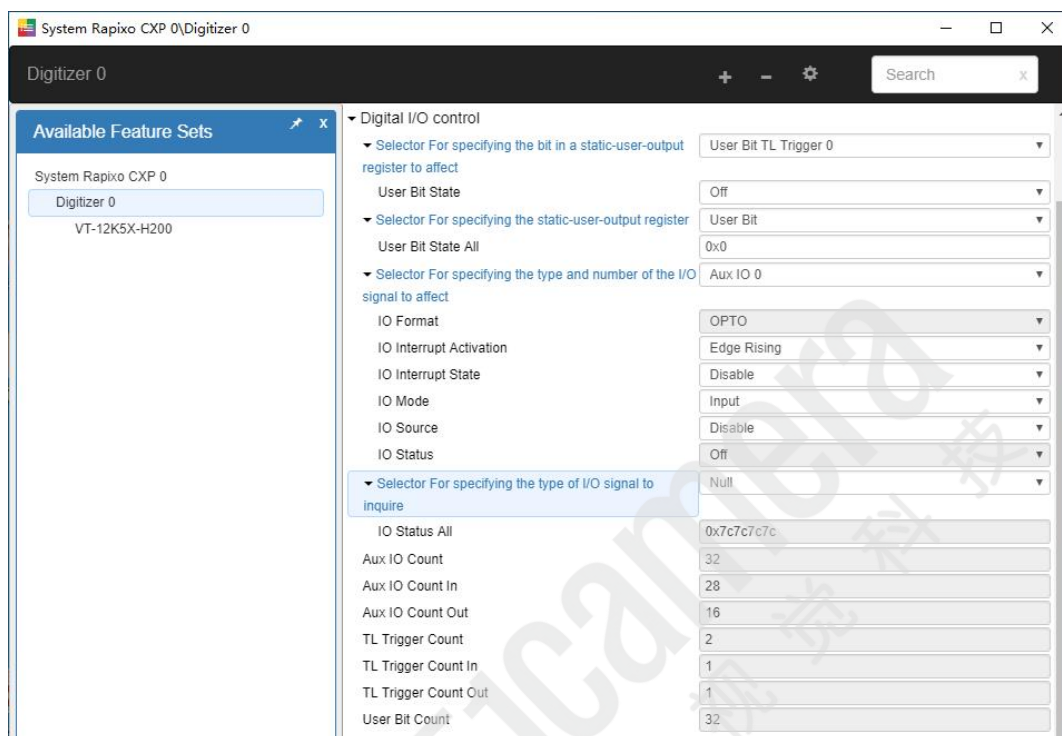 System Rapixo CXP 0\Digitizer 0
Digitizer 0
Search
x
Available Feature Sets
x
System Rapixo CXP 0
Digitizer 0
VT-12K5X-H200
Digital I/O control
Selector For specifying the bit in a static-user-output register to affect
User Bit TL Trigger 0
User Bit State
Off
Selector For specifying the static-user-output register
User Bit
User Bit State All
0x0
Selector For specifying the type and number of the I/O signal to affect
Aux IO 0
IO Format
OPTO
IO Interrupt Activation
Edge Rising
IO Interrupt State
Disable
IO Mode
Input
IO Source
Disable
IO Status
Off
Selector For specifying the type of I/O signal to inquire
Null
IO Status All
0x7c7c7c7c
Aux IO Count
32
Aux IO Count In
28
Aux IO Count Out
16
TL Trigger Count
2
TL Trigger Count In
1
TL Trigger Count Out
1
User Bit Count
32
51camera
视觉科技